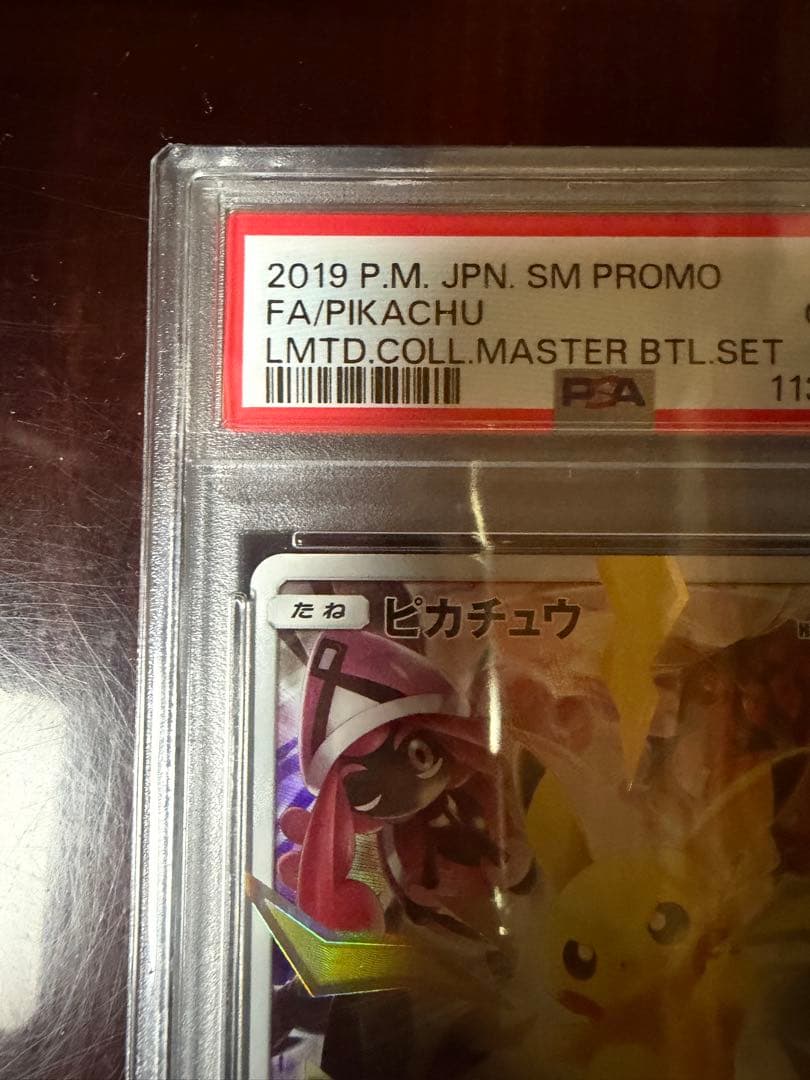 2019 P.M. JPN. SM PROMO
FA/PIKACHU
LMTD.COLL.MASTER BTL.SET
PSA
たね ピカチュウ